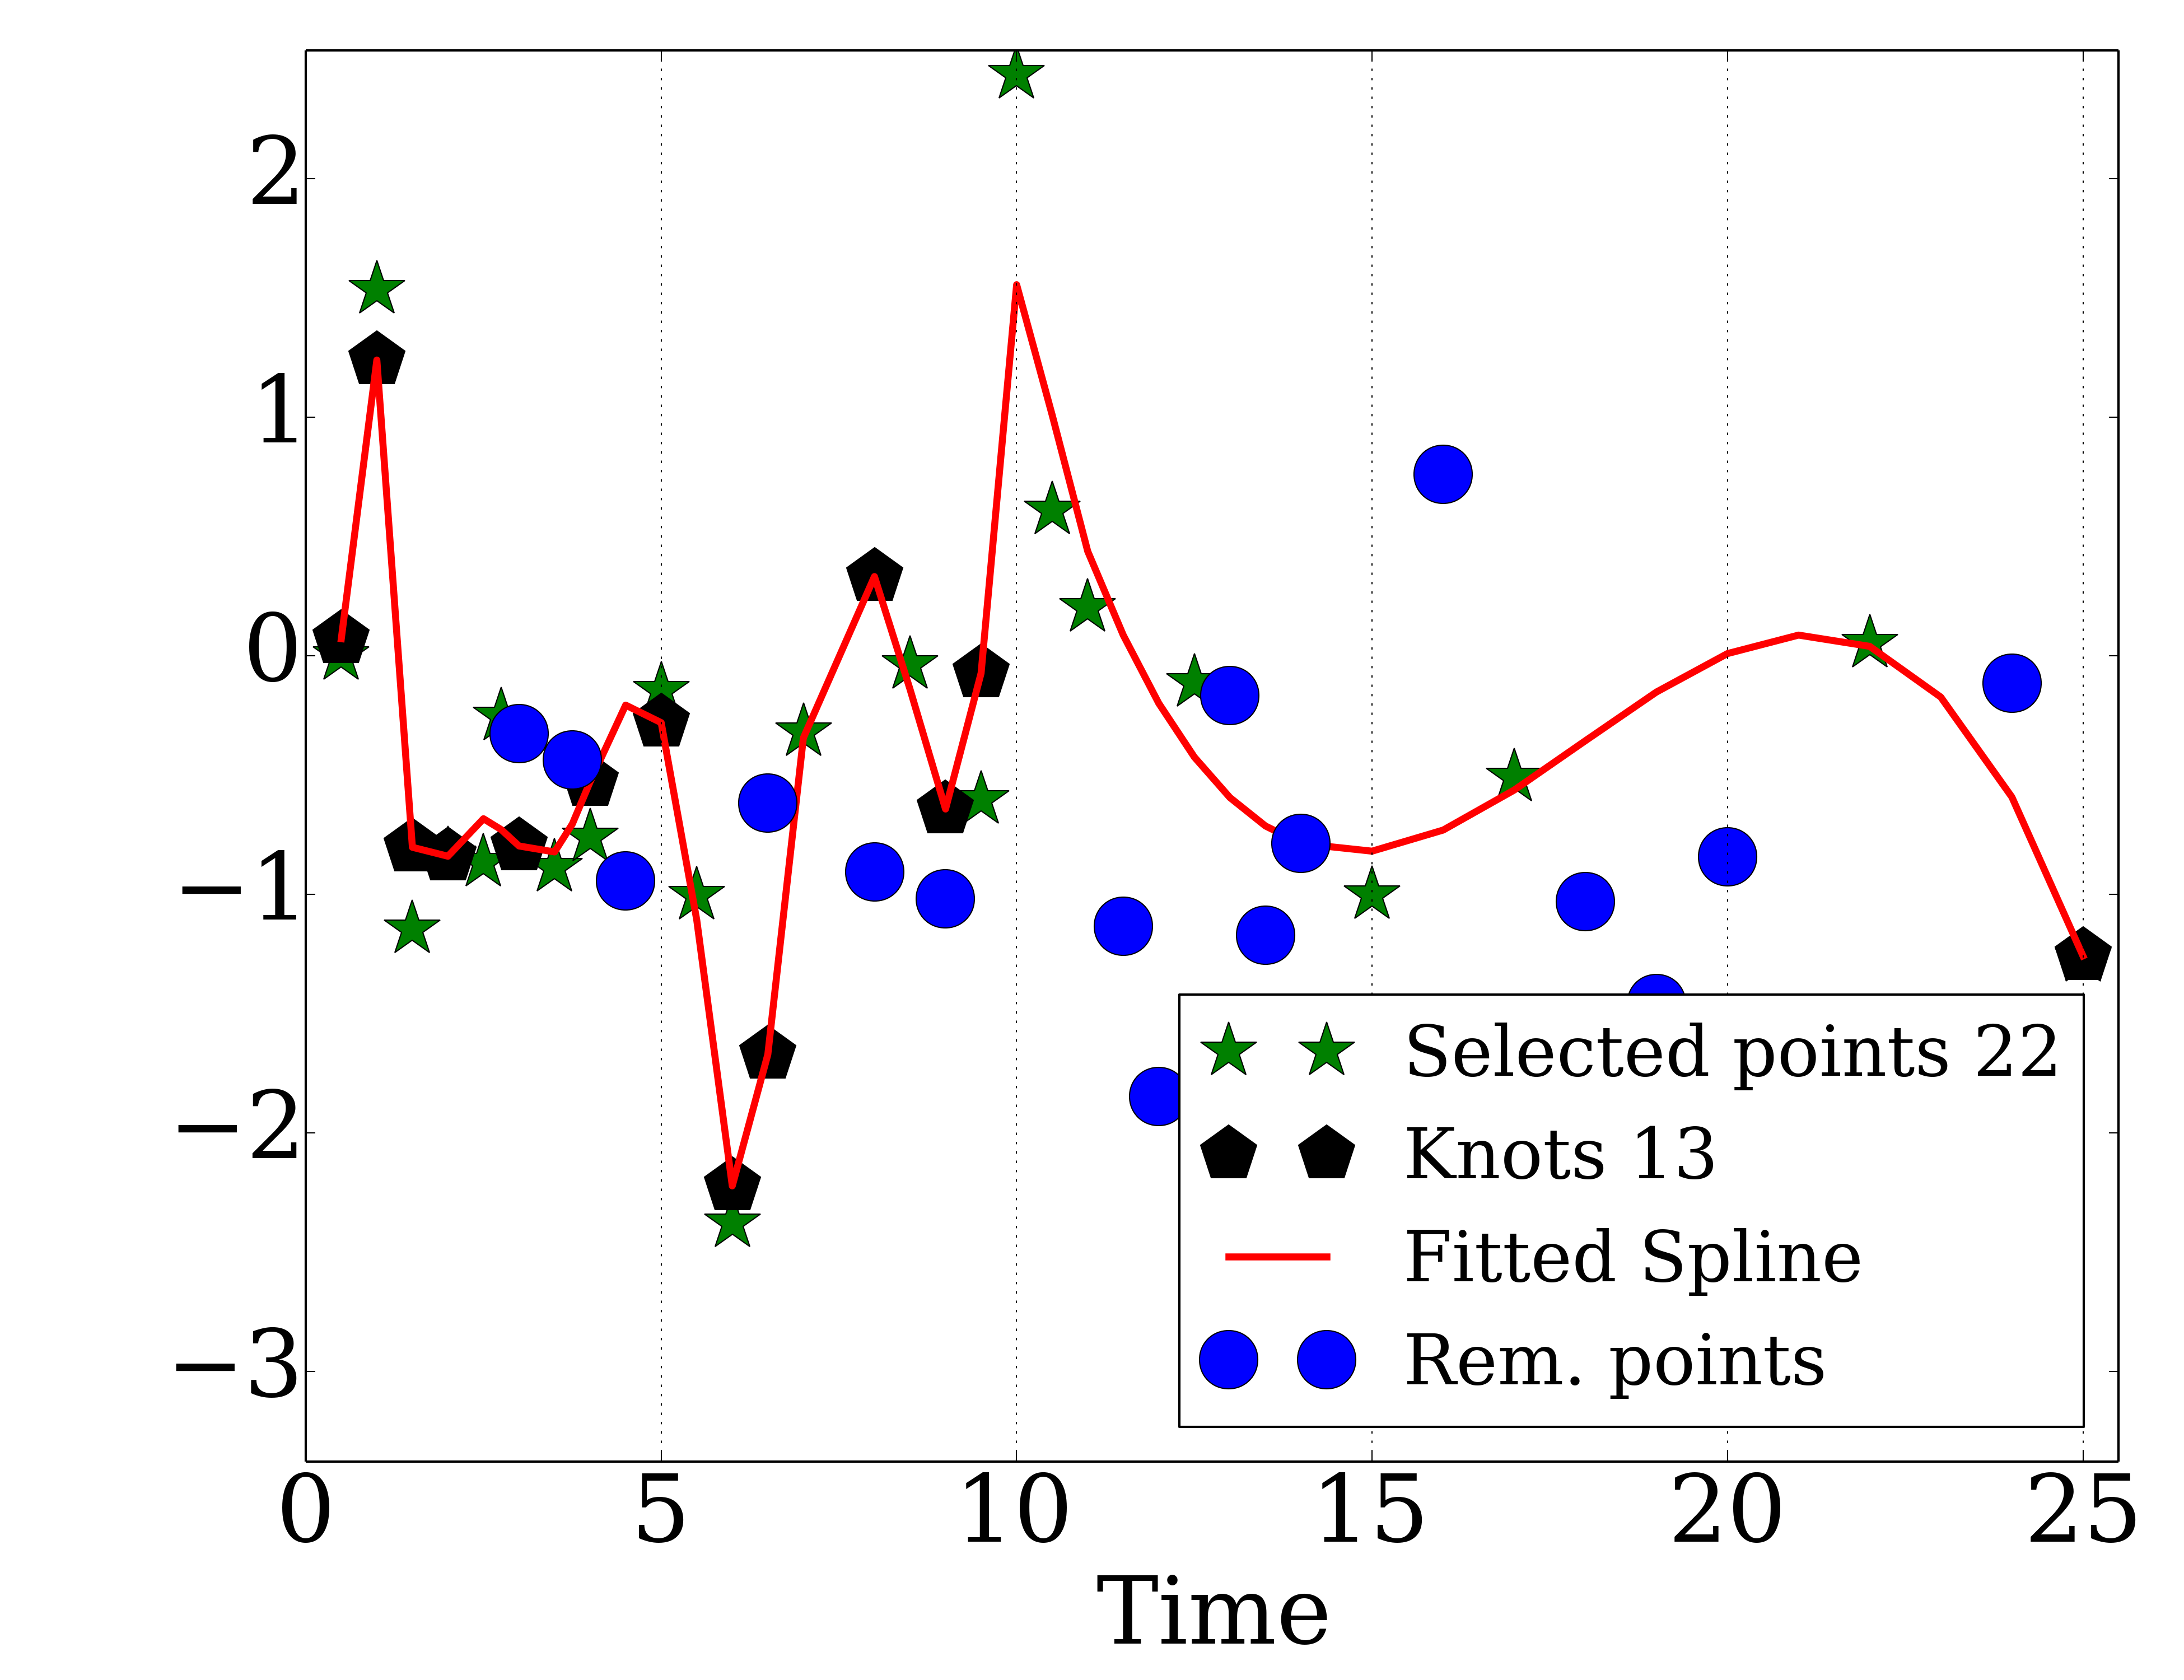 2
1
0
−1
−2
−3
Selected points 22
Knots 13
Fitted Spline
Rem. points
0 5 10 15 20 25
Time